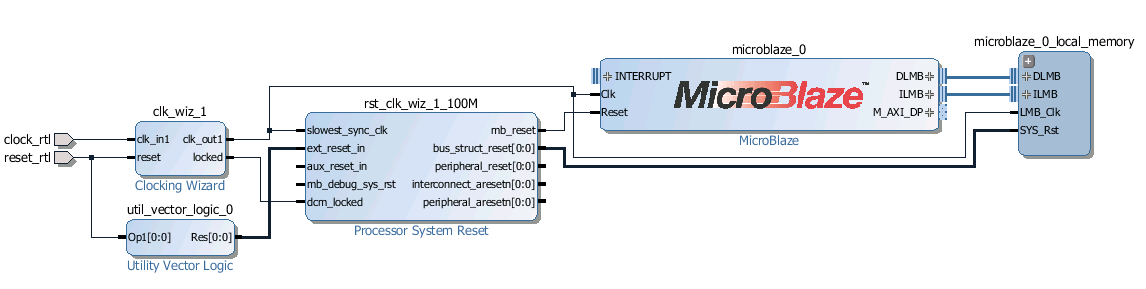 clock_rtl
reset_rtl
clk_wiz_1
clk_in1 clk_out1
reset locked
Clocking Wizard
util_vector_logic_0
Op1[0:0] Res[0:0]
Utility Vector Logic
rst_clk_wiz_1_100M
slowest_sync_clk mb_reset
ext_reset_in bus_struct_reset[0:0]
aux_reset_in peripheral_reset[0:0]
mb_debug_sys_rst interconnect_aresetn[0:0]
dcm_locked peripheral_aresetn[0:0]
Processor System Reset
microblaze_0
INTERRUPT DLMB
Clk ILMB
Reset M_AXI_DP
MicroBlaze™
MicroBlaze
microblaze_0_local_memory
DLMB
ILMB
LMB_Clk
SYS_Rst